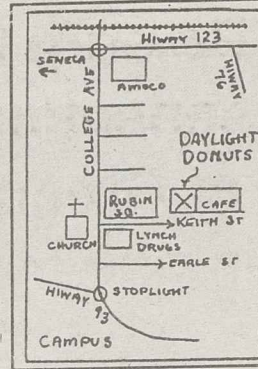 HIWAY 123
SENECA
AMOCO
HIWAY
76
COLLEGE AVE
DAYLIGHT
DONUTS
RUBIN
SQ.
CAFE
KEITH ST
CHURCH
LYNCH
DRUGS
EARLE ST
HIWAY
93
STOPLIGHT
CAMPUS